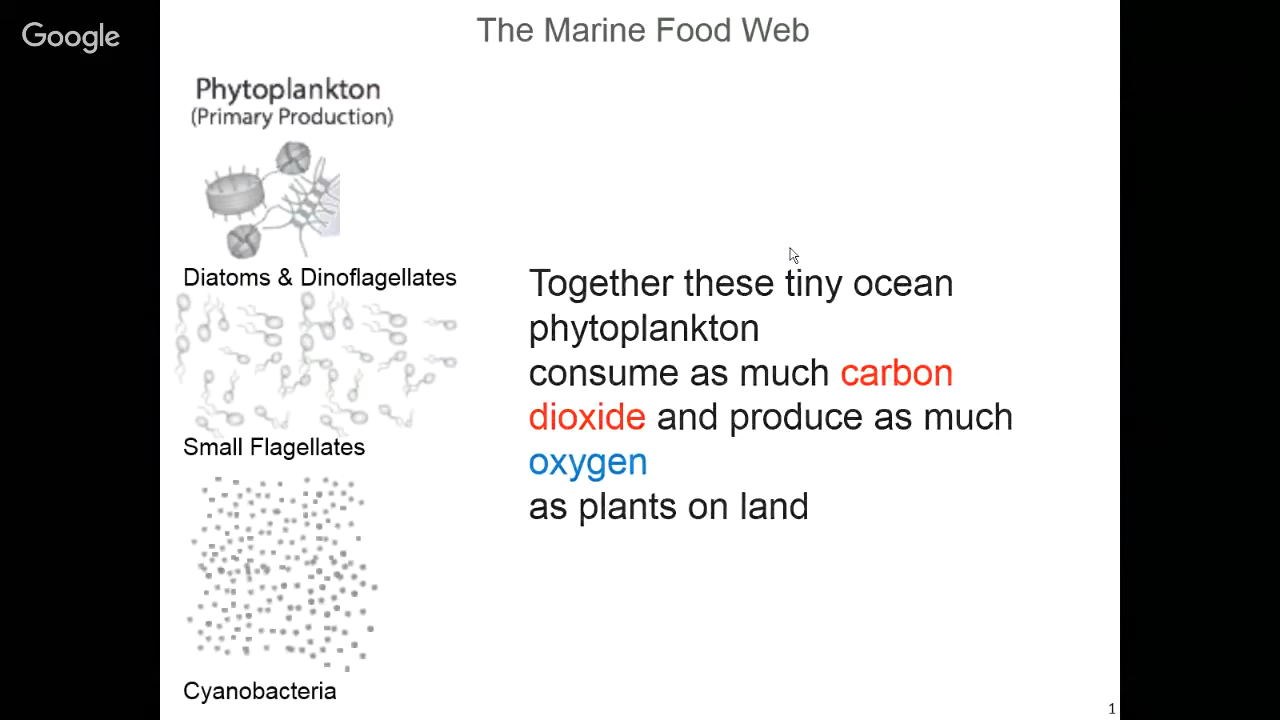 Google
The Marine Food Web
Phytoplankton
(Primary Production)
Diatoms & Dinoflagellates
Small Flagellates
Cyanobacteria
Together these tiny ocean
phytoplankton
consume as much carbon
dioxide and produce as much
oxygen
as plants on land
1